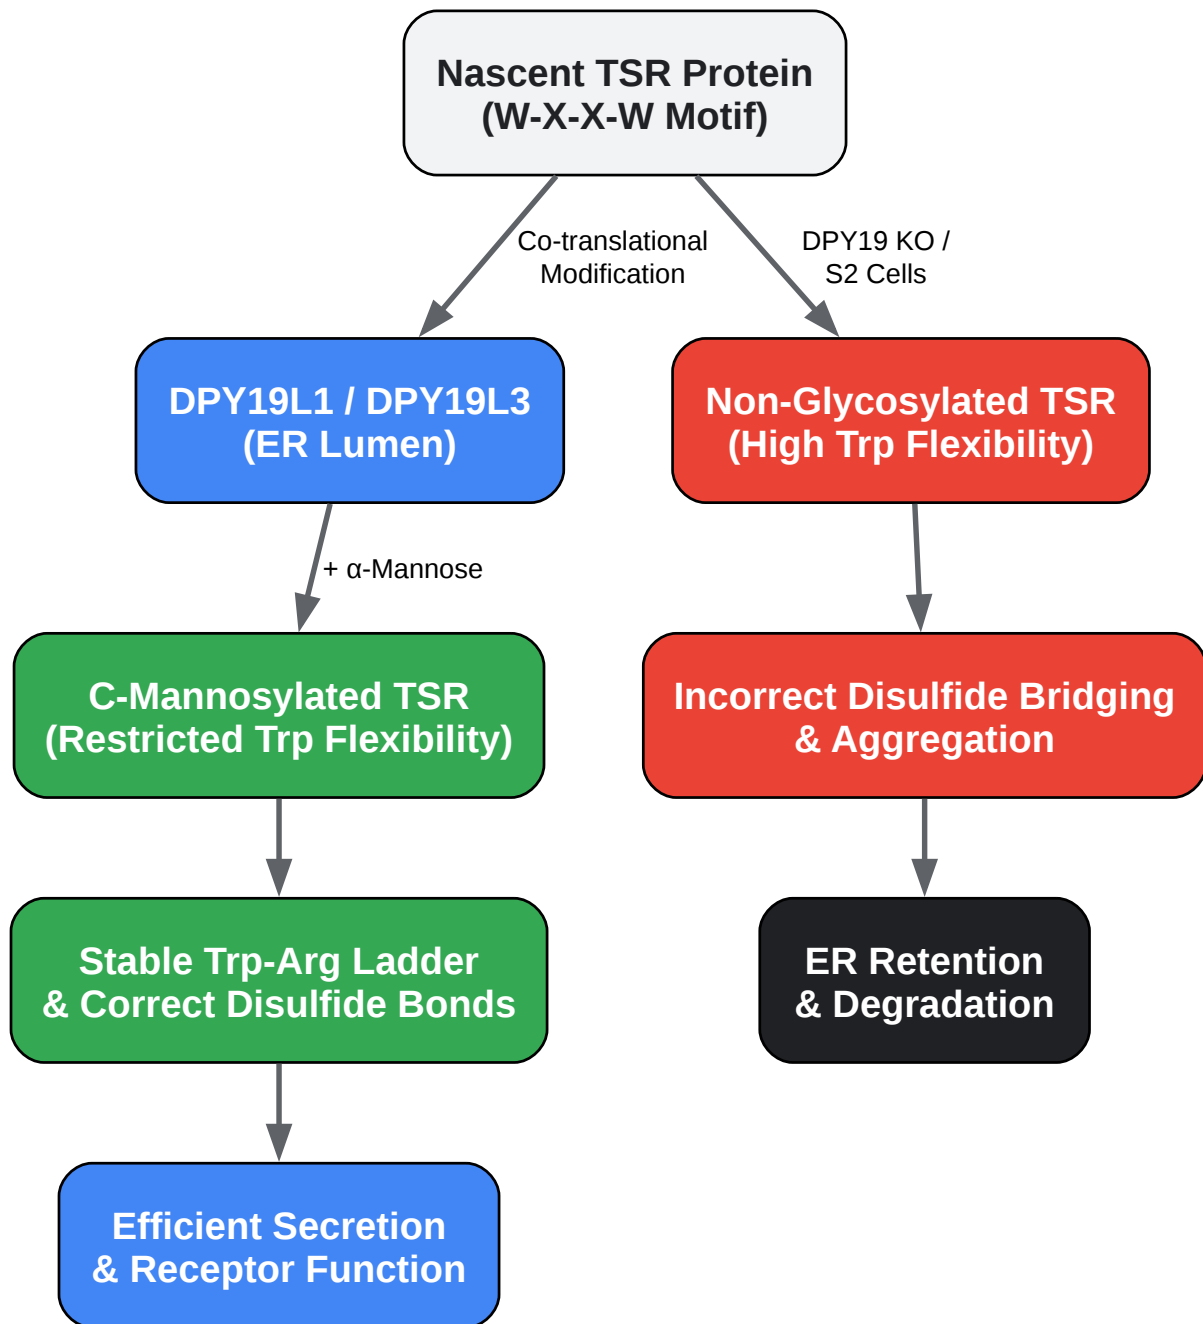 Nascent TSR Protein
(W-X-X-W Motif)
Co-translational
Modification
DPY19 KO /
S2 Cells
DPY19L1 / DPY19L3
(ER Lumen)
Non-Glycosylated TSR
(High Trp Flexibility)
+ α-Mannose
C-Mannosylated TSR
(Restricted Trp Flexibility)
Incorrect Disulfide Bridging
& Aggregation
Stable Trp-Arg Ladder
& Correct Disulfide Bonds
ER Retention
& Degradation
Efficient Secretion
& Receptor Function